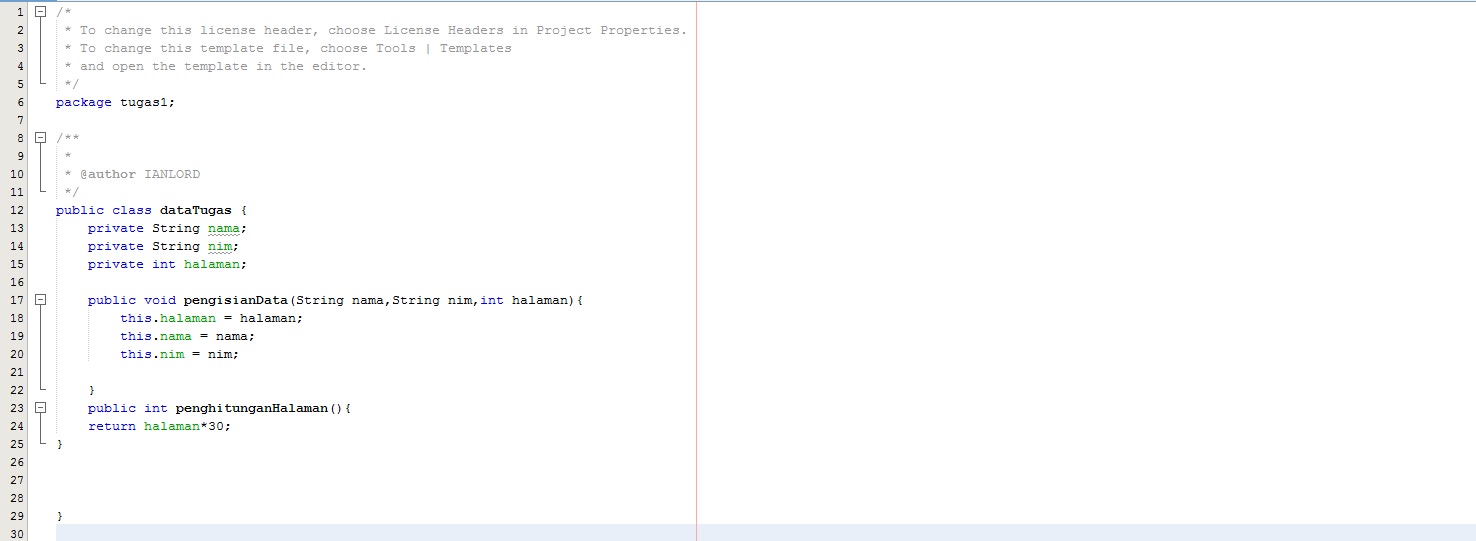 1 /*
2  * To change this license header, choose License Headers in Project Properties.
3  * To change this template file, choose Tools | Templates
4  * and open the template in the editor.
5  */
6 package tugas1;
7
8 /**
9  *
10  * @author IANLORD
11  */
12 public class dataTugas {
13     private String nama;
14     private String nim;
15     private int halaman;
16
17     public void pengisianData(String nama,String nim,int halaman){
18         this.halaman = halaman;
19         this.nama = nama;
20         this.nim = nim;
21
22     }
23     public int penghitunganHalaman(){
24     return halaman*30;
25 }
26
27
28
29 }
30